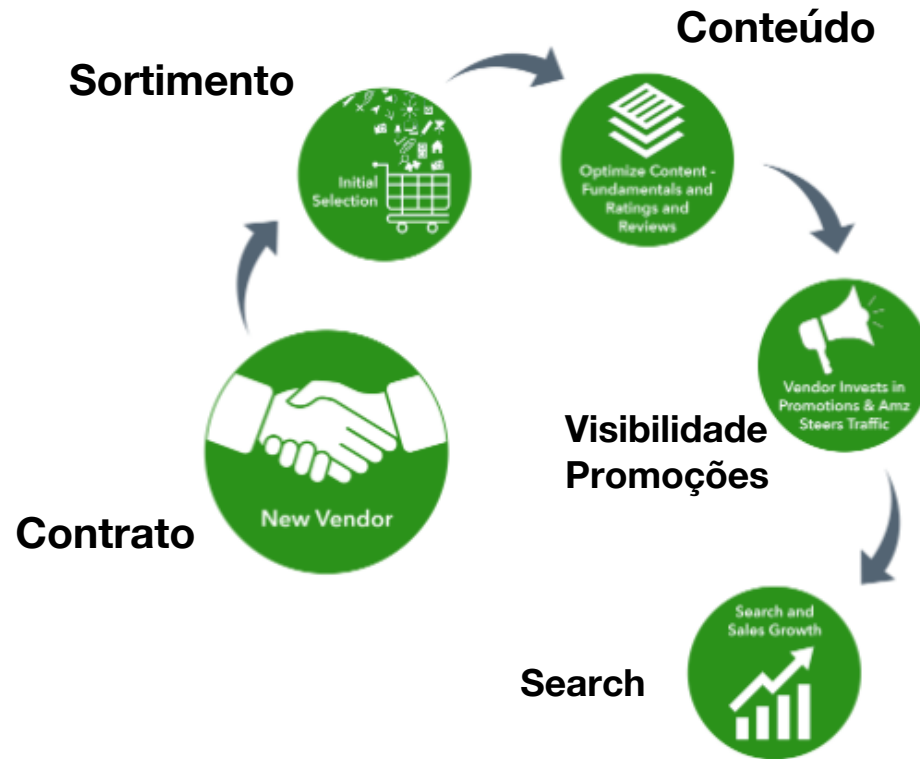 Conteúdo
Sortimento
Initial
Selection
Optimize Content -
Fundamentals and
Ratings and
Reviews
Vendor Invests in
Promotions & Amz
Steers Traffic
Visibilidade
Promoções
New Vendor
Contrato
Search and
Sales Growth
Search